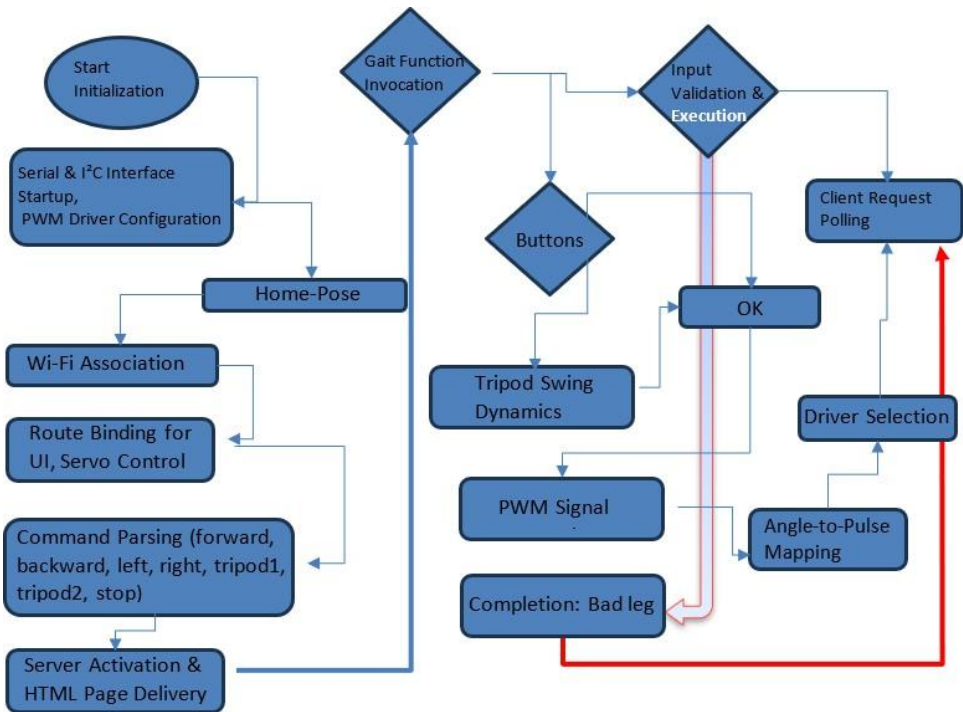 Start
Initialization
Serial & I²C Interface
Startup,
PWM Driver Configuration
Home-Pose
Wi-Fi Association
Route Binding for
UI, Servo Control
Command Parsing (forward,
backward, left, right, tripod1,
tripod2, stop)
Server Activation &
HTML Page Delivery
Gait Function
Invocation
Buttons
Tripod Swing
Dynamics
Input
Validation &
Execution
OK
PWM Signal
Completion: Bad leg
Client Request
Polling
Driver Selection
Angle-to-Pulse
Mapping